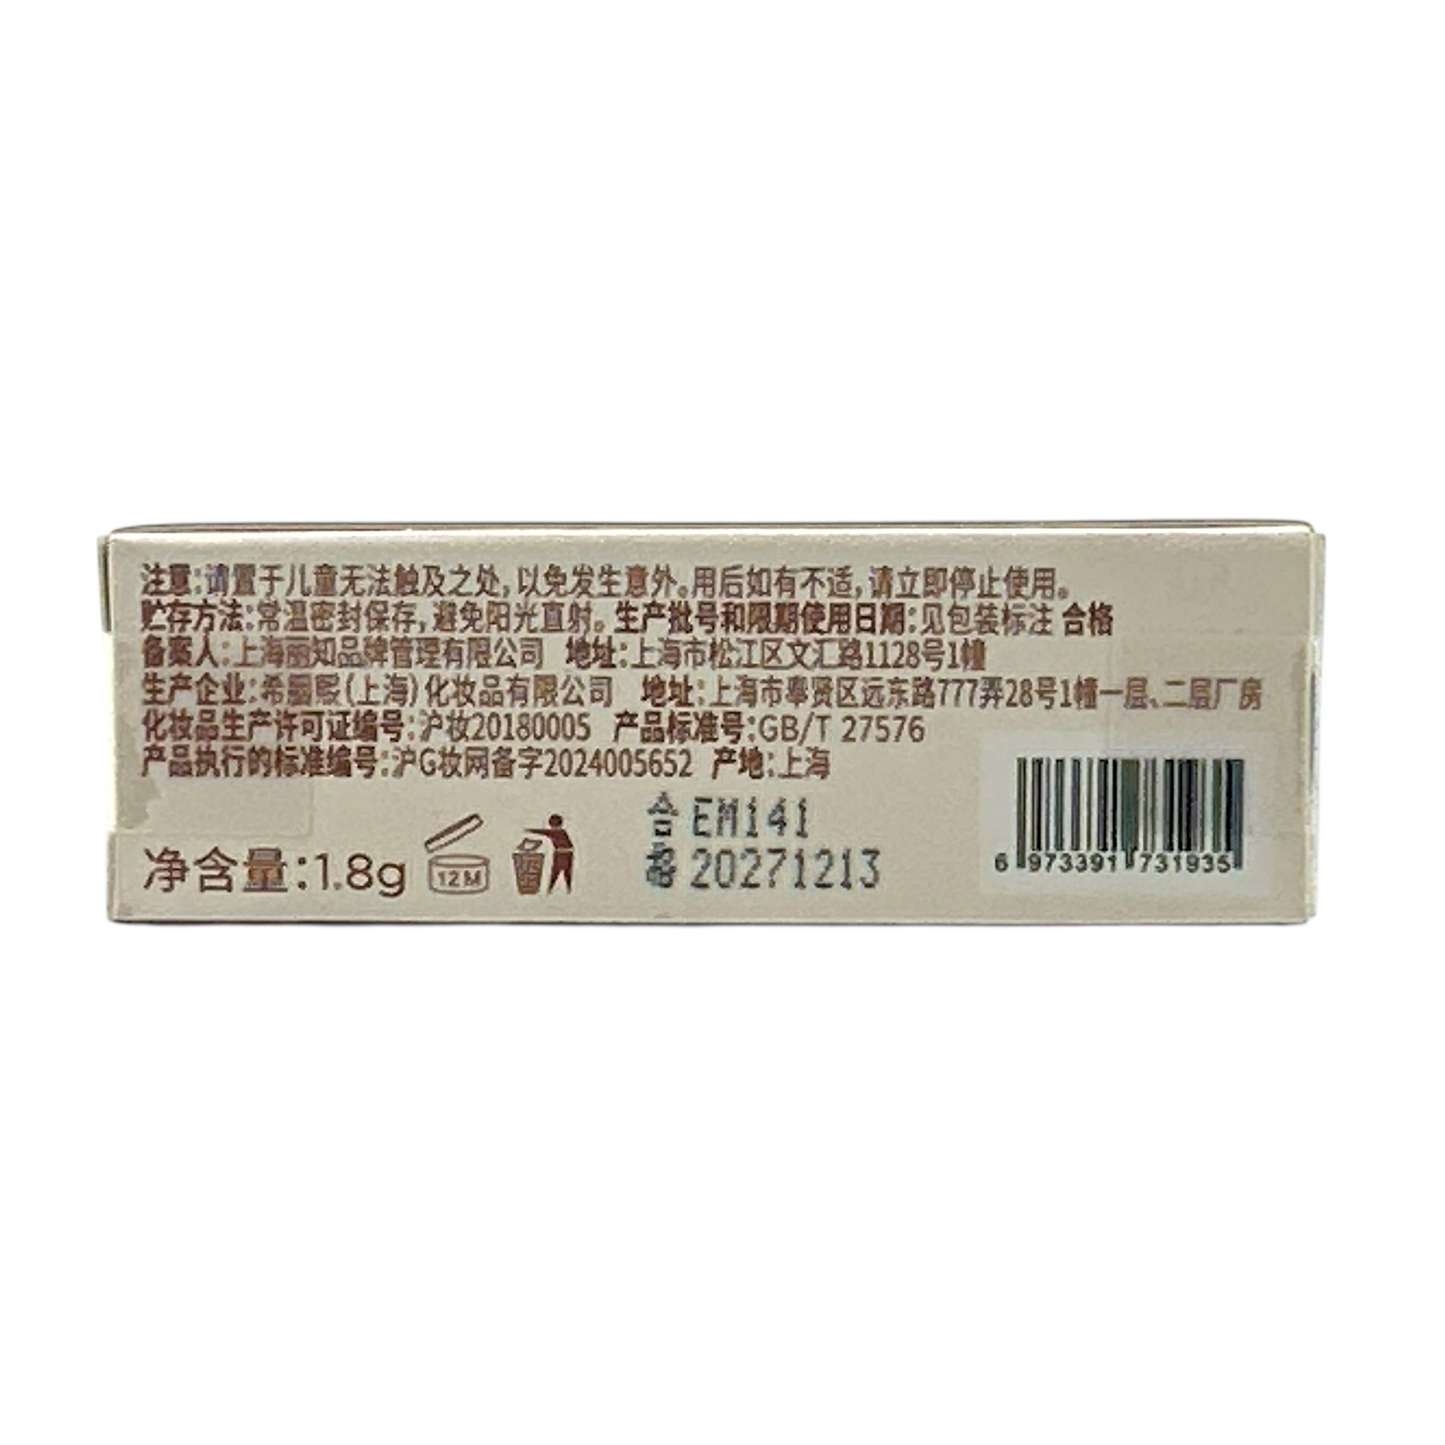 注意:请置于儿童无法触及之处,以免发生意外。用后如有不适,请立即停止使用。
贮存方法:常温密封保存,避免阳光直射。生产批号和限期使用日期:见包装标注 合格
备案人:上海丽知品牌管理有限公司 地址:上海市松江区文汇路1128号1幢
生产企业:希丽熙(上海)化妆品有限公司 地址:上海市奉贤区远东路777弄28号1幢一层、二层厂房
化妆品生产许可证编号:沪妆20180005 产品标准号:GB/T 27576
产品执行的标准编号:沪G妆网备字2024005652 产地:上海
净含量:1.8g
12M
合 EM141
20271213
6 973391 731935